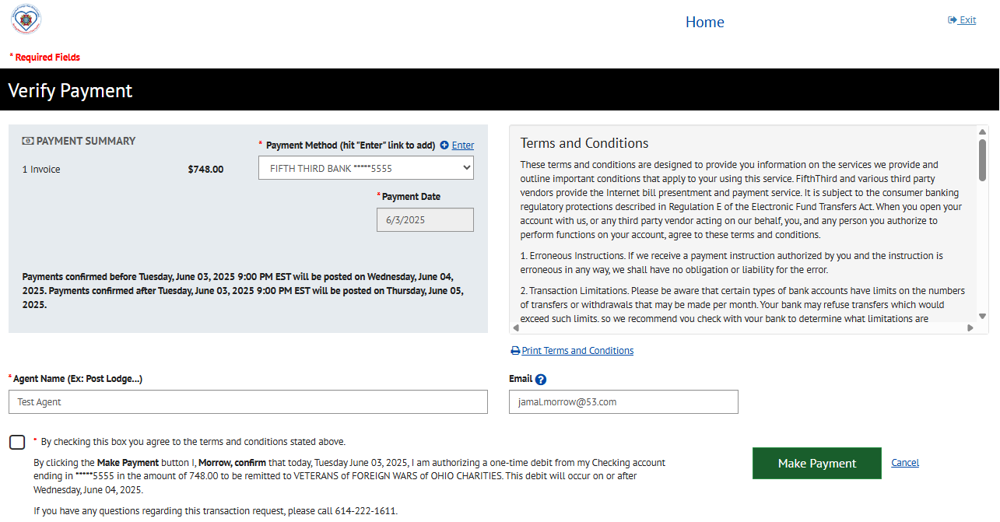 Home
Exit
* Required Fields
Verify Payment
PAYMENT SUMMARY
1 Invoice $748.00
* Payment Method (hit "Enter" link to add) Enter
FIFTH THIRD BANK *****5555
* Payment Date
6/3/2025
Payments confirmed before Tuesday, June 03, 2025 9:00 PM EST will be posted on Wednesday, June 04,
2025. Payments confirmed after Tuesday, June 03, 2025 9:00 PM EST will be posted on Thursday, June 05,
2025.
Terms and Conditions
These terms and conditions are designed to provide you information on the services we provide and
outline important conditions that apply to your using this service. FifthThird and various third party
vendors provide the Internet bill presentment and payment service. It is subject to the consumer banking
regulatory protections described in Regulation E of the Electronic Fund Transfers Act. When you open your
account with us, or any third party vendor acting on our behalf, you, and any person you authorize to
perform functions on your account, agree to these terms and conditions.
1. Erroneous Instructions. If we receive a payment instruction authorized by you and the instruction is
erroneous in any way, we shall have no obligation or liability for the error.
2. Transaction Limitations. Please be aware that certain types of bank accounts have limits on the numbers
of transfers or withdrawals that may be made per month. Your bank may refuse transfers which would
exceed such limits. so we recommend you check with your bank to determine what limitations are
Print Terms and Conditions
* Agent Name (Ex: Post Lodge...)
Test Agent
Email ?
jamal.morrow@53.com
* By checking this box you agree to the terms and conditions stated above.
By clicking the Make Payment button I, Morrow, confirm that today, Tuesday June 03, 2025, I am authorizing a one-time debit from my Checking account
ending in *****5555 in the amount of 748.00 to be remitted to VETERANS of FOREIGN WARS of OHIO CHARITIES. This debit will occur on or after
Wednesday, June 04, 2025.
If you have any questions regarding this transaction request, please call 614-222-1611.
Make Payment
Cancel